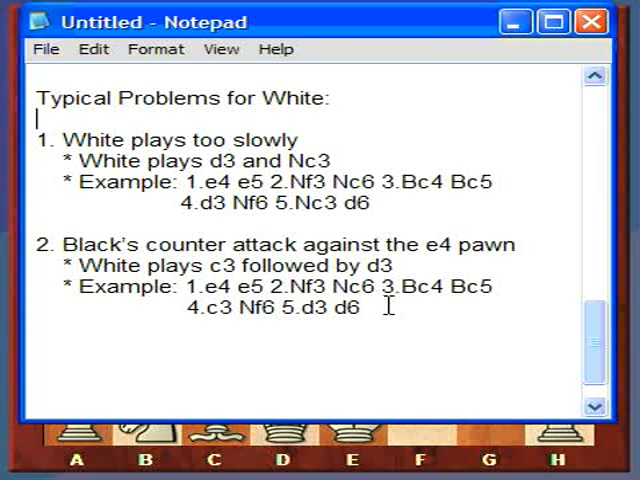 Untitled - Notepad
File Edit Format View Help
Typical Problems for White:
1. White plays too slowly
* White plays d3 and Nc3
* Example: 1.e4 e5 2.Nf3 Nc6 3.Bc4 Bc5
4.d3 Nf6 5.Nc3 d6
2. Black's counter attack against the e4 pawn
* White plays c3 followed by d3
* Example: 1.e4 e5 2.Nf3 Nc6 3.Bc4 Bc5
4.c3 Nf6 5.d3 d6
A B C D E F G H